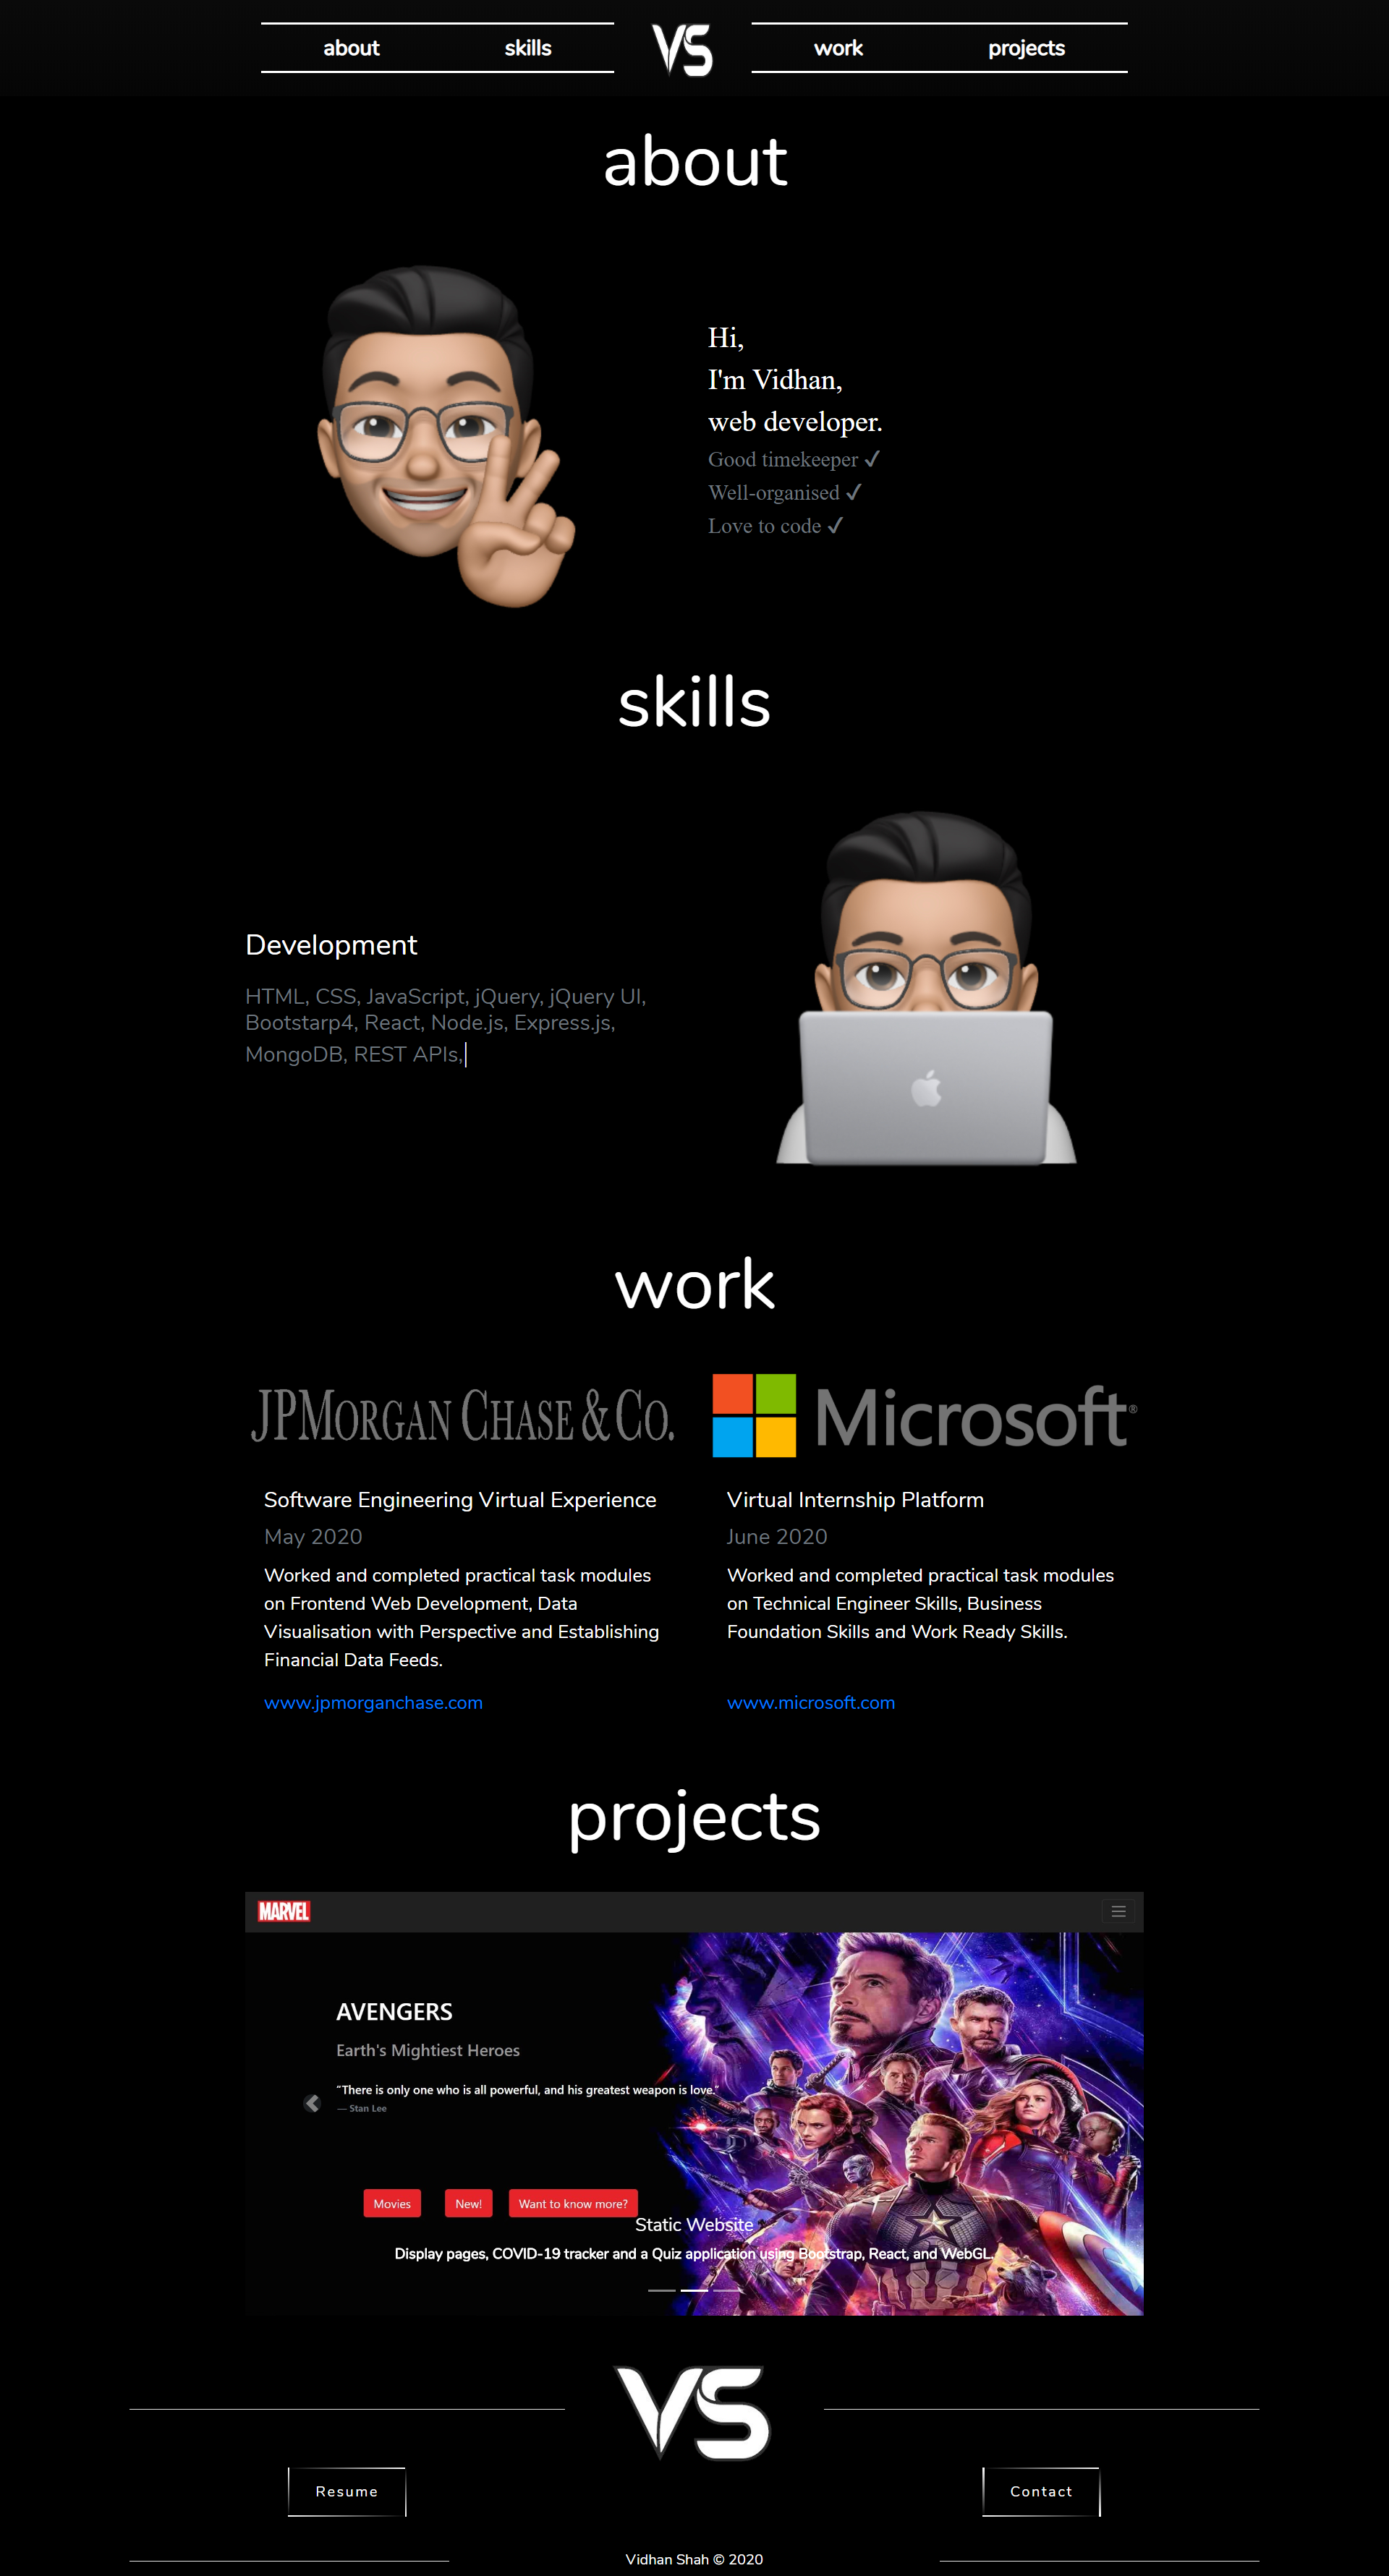 about
skills
VS
work
projects
about
Hi,
I'm Vidhan,
web developer.
Good timekeeper ✓
Well-organised ✓
Love to code ✓
skills
Development
HTML, CSS, JavaScript, jQuery, jQuery UI,
Bootstarp4, React, Node.js, Express.js,
MongoDB, REST APIs,
work
JPMORGAN CHASE & CO.
Microsoft®
Software Engineering Virtual Experience
May 2020
Worked and completed practical task modules
on Frontend Web Development, Data
Visualisation with Perspective and Establishing
Financial Data Feeds.
www.jpmorganchase.com
Virtual Internship Platform
June 2020
Worked and completed practical task modules
on Technical Engineer Skills, Business
Foundation Skills and Work Ready Skills.
www.microsoft.com
projects
MARVEL
AVENGERS
Earth's Mightiest Heroes
"There is only one who is all powerful, and his greatest weapon is love."
— Stan Lee
Movies
New!
Want to know more?
Static Website
Display pages, COVID-19 tracker and a Quiz application using Bootstrap, React, and WebGL.
VS
Resume
Contact
Vidhan Shah © 2020